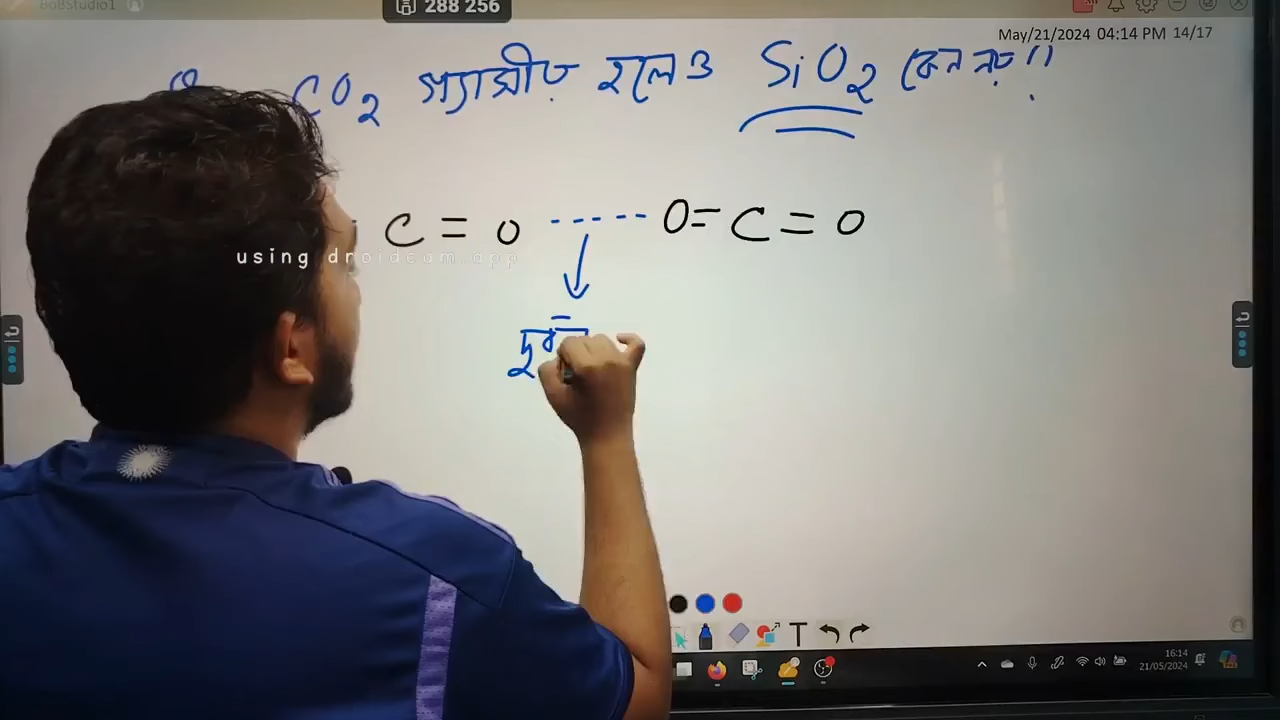 BoBStudio1
288 256
May/21/2024 04:14 PM 14/17
CO2 গ্যাসীয় হলেও SiO2 কেন নয়!!
C = O ----- O = C = O
using droidcam app
T
16:14
21/05/2024